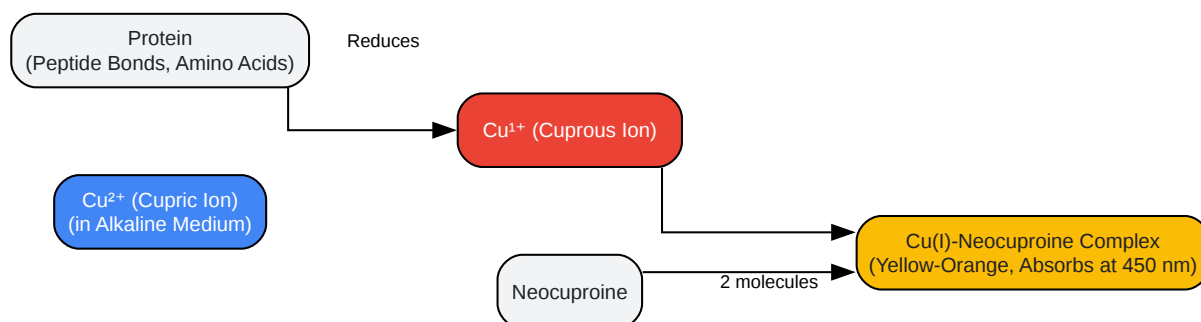 Protein
(Peptide Bonds, Amino Acids)
Reduces
Cu¹⁺ (Cuprous Ion)
Cu²⁺ (Cupric Ion)
(in Alkaline Medium)
Cu(I)-Neocuproine Complex
(Yellow-Orange, Absorbs at 450 nm)
Neocuproine
2 molecules